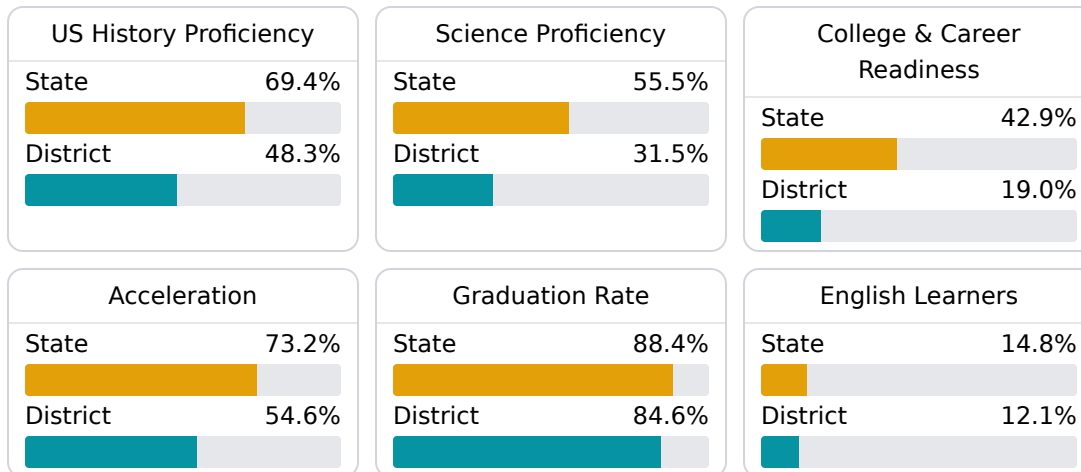 US History Proficiency
State 69.4%
District 48.3%
Science Proficiency
State 55.5%
District 31.5%
College & Career
Readiness
State 42.9%
District 19.0%
Acceleration
State 73.2%
District 54.6%
Graduation Rate
State 88.4%
District 84.6%
English Learners
State 14.8%
District 12.1%